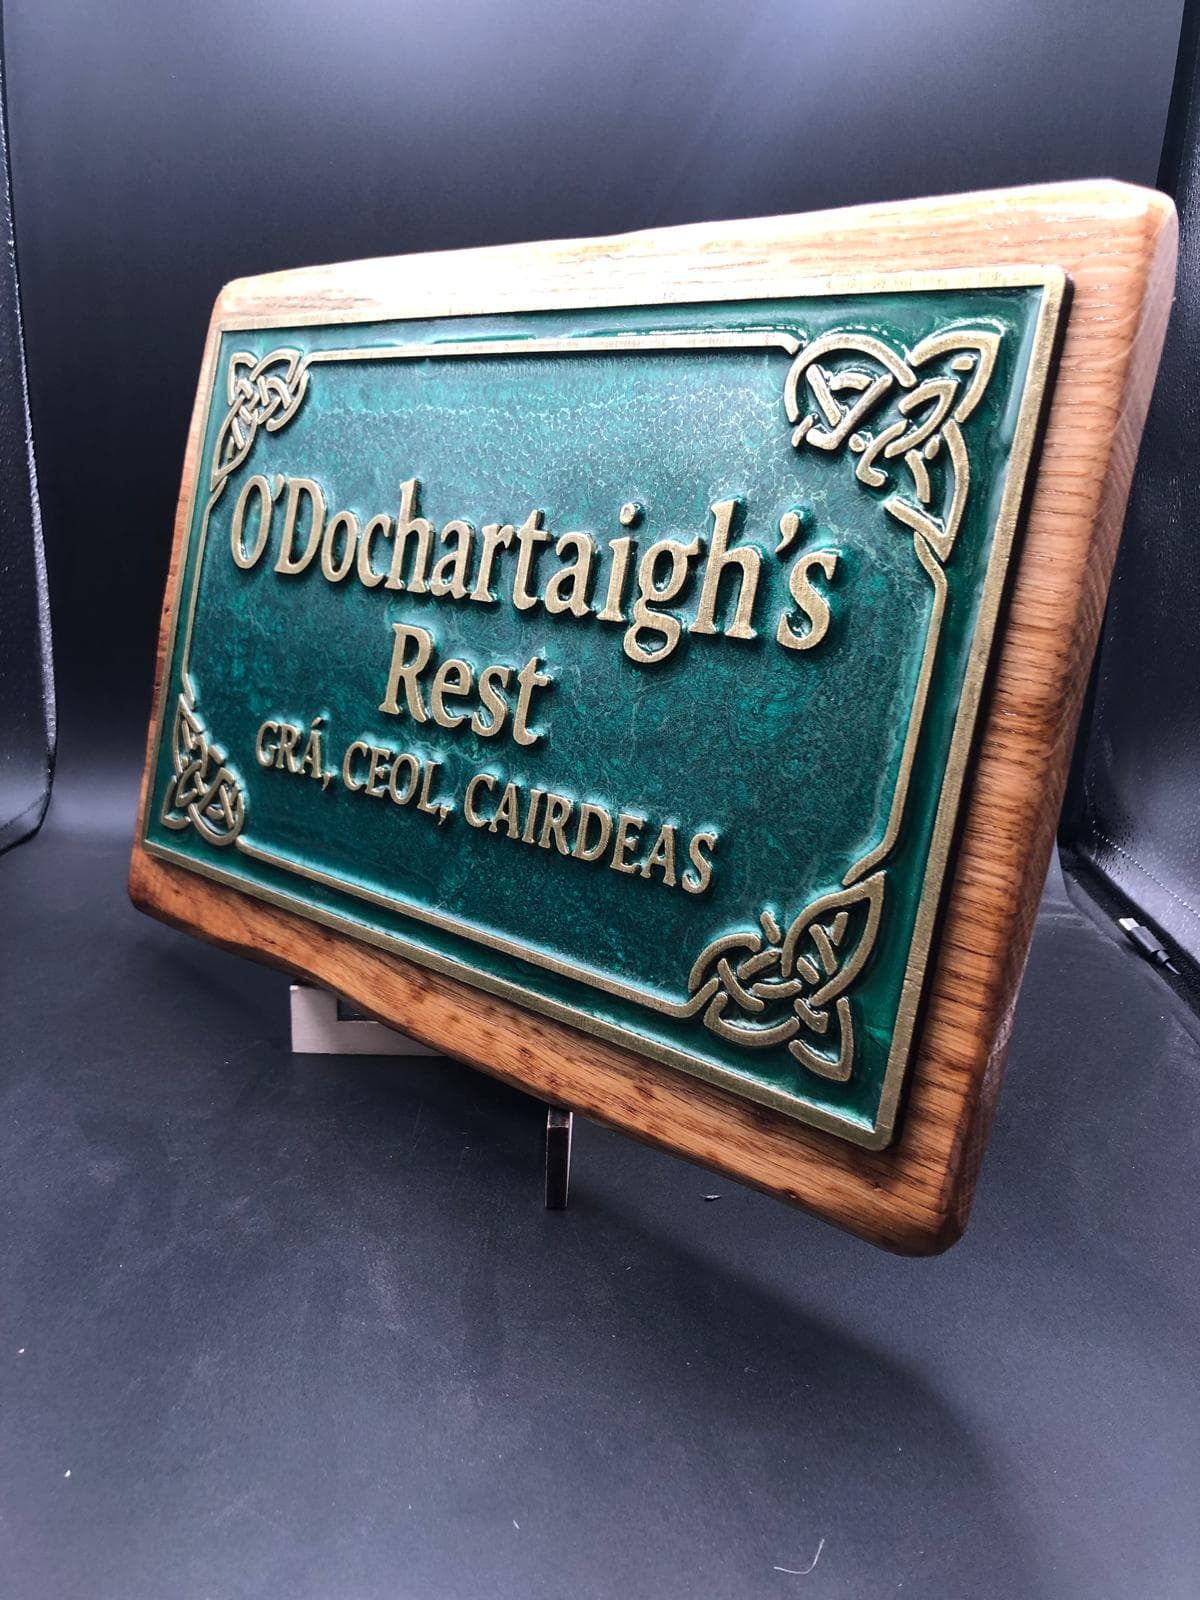 O'Dochartaigh's
Rest
GRÁ, CEOL, CAIRDEAS